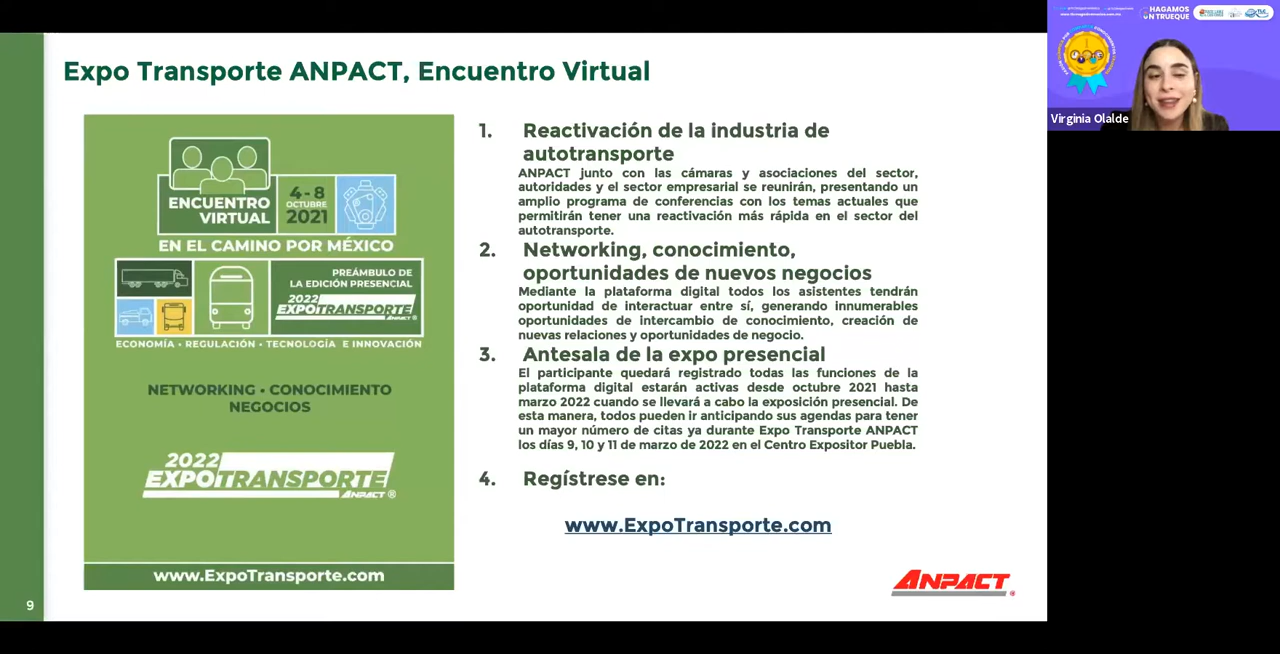 Expo Transporte ANPACT, Encuentro Virtual
ENCUENTRO
VIRTUAL
4-8
OCTUBRE
2021
EN EL CAMINO POR MÉXICO
PREÁMBULO DE
LA EDICIÓN PRESENCIAL
2022
EXPOTRANSPORTE
ANPACT®
ECONOMÍA • REGULACIÓN • TECNOLOGÍA E INNOVACIÓN
NETWORKING • CONOCIMIENTO
NEGOCIOS
2022
EXPOTRANSPORTE
ANPACT®
www.ExpoTransporte.com
1. Reactivación de la industria de
autotransporte
ANPACT junto con las cámaras y asociaciones del sector,
autoridades y el sector empresarial se reunirán, presentando un
amplio programa de conferencias con los temas actuales que
permitirán tener una reactivación más rápida en el sector del
autotransporte.
2. Networking, conocimiento,
oportunidades de nuevos negocios
Mediante la plataforma digital todos los asistentes tendrán
oportunidad de interactuar entre sí, generando innumerables
oportunidades de intercambio de conocimiento, creación de
nuevas relaciones y oportunidades de negocio.
3. Antesala de la expo presencial
El participante quedará registrado todas las funciones de la
plataforma digital estarán activas desde octubre 2021 hasta
marzo 2022 cuando se llevará a cabo la exposición presencial. De
esta manera, todos pueden ir anticipando sus agendas para tener
un mayor número de citas ya durante Expo Transporte ANPACT
los días 9, 10 y 11 de marzo de 2022 en el Centro Expositor Puebla.
4. Regístrese en:
www.ExpoTransporte.com
ANPACT®
9
HAGAMOS
UN TRUEQUE
TLC
Virginia Olalde